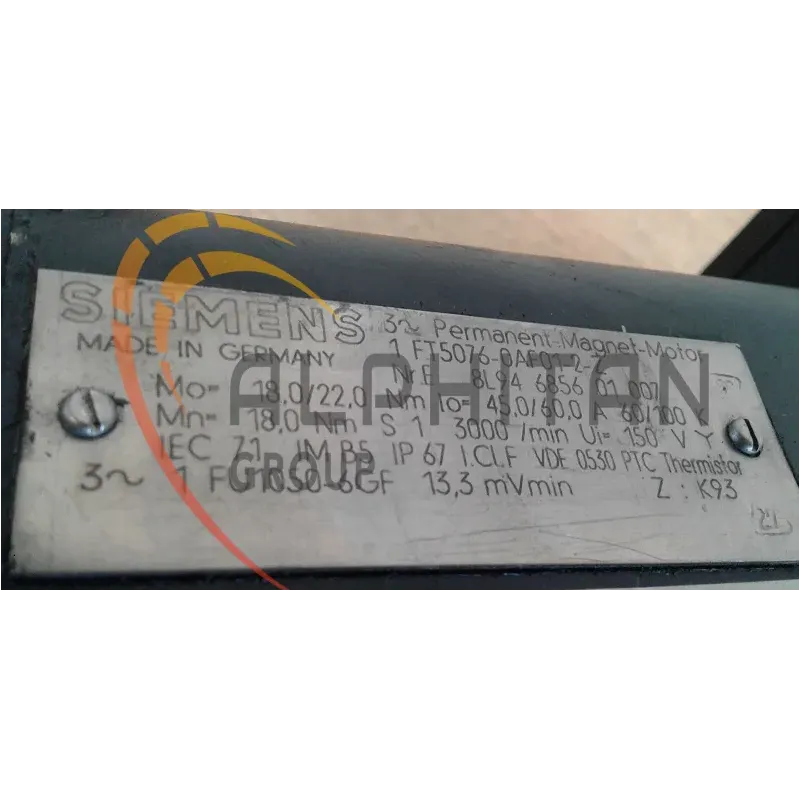 SIEMENS 3~ Permanent-Magnet-Motor
MADE IN GERMANY 1 FT5076-0AF01-2-Z
Nr E 8L94 6856 01 007
Mo= 18,0/22,0 Nm Io= 45,0/60,0 A 60/100 K
Mn= 18,0 Nm S 1 3000 /min Ui= 150 V Y
IEC 71 IM B5 IP 67 I.Cl.F VDE 0530 PTC Thermistor
3~ 1 FU1050-6GF 13,3 mVmin Z : K93
ALPHITAN
GROUP